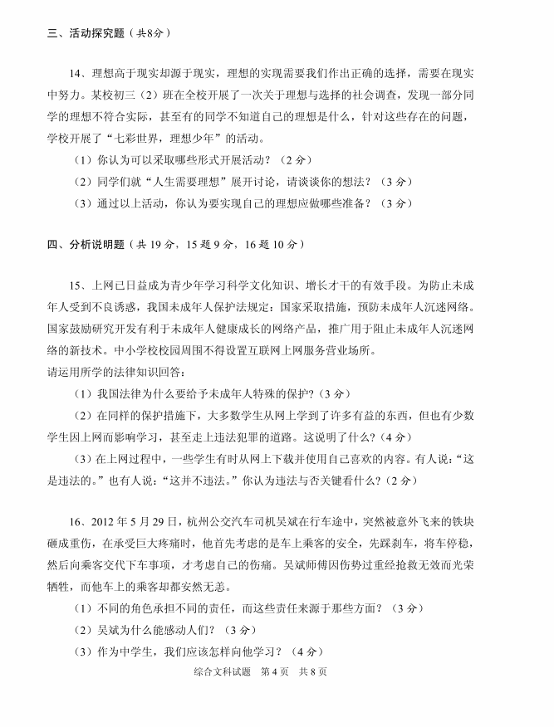 三、活动探究题（共8分）
14．理想高于现实却源于现实，理想的实现需要我们作出正确的选择，需要在现实
中努力。某校初三（2）班在全校开展了一次关于理想与选择的社会调查，发现一部分同
学的理想不符合实际，甚至有的同学不知道自己的理想是什么，针对这些存在的问题，
学校开展了“七彩世界，理想少年”的活动。
（1）你认为可以采取哪些形式开展活动？（2 分）
（2）同学们就“人生需要理想”展开讨论，请谈谈你的想法？（3 分）
（3）通过以上活动，你认为要实现自己的理想应做哪些准备？（3 分）
四、分析说明题（共 19 分，15 题 9 分，16 题 10 分）
15、上网已日益成为青少年学习科学文化知识、增长才干的有效手段。为防止未成
年人受到不良诱惑，我国未成年人保护法规定：国家采取措施，预防未成年人沉迷网络。
国家鼓励研究开发有利于未成年人健康成长的网络产品，推广用于阻止未成年人沉迷网
络的新技术。中小学校校园周围不得设置互联网上网服务营业场所。
请运用所学的法律知识回答：
（1）我国法律为什么要给予未成年人特殊的保护?（3 分）
（2）在同样的保护措施下，大多数学生从网上学到了许多有益的东西，但也有少数
学生因上网而影响学习，甚至走上违法犯罪的道路。这说明了什么?（4 分）
（3）在上网过程中，一些学生有时从网上下载并使用自己喜欢的内容。有人说：“这
是违法的。”也有人说：“这并不违法。”你认为违法与否关键看什么?（2 分）
16、2012 年 5 月 29 日，杭州公交汽车司机吴斌在行车途中，突然被意外飞来的铁块
砸成重伤，在承受巨大疼痛时，他首先考虑的是车上乘客的安全，先踩刹车，将车停稳，
然后向乘客交代下车事项，才考虑自己的伤痛。吴斌师傅因伤势过重经抢救无效而光荣
牺牲，而他车上的乘客却都安然无恙。
（1）不同的角色承担不同的责任，而这些责任来源于那些方面？（3 分）
（2）吴斌为什么能感动人们？（3 分）
（3）作为中学生，我们应该怎样向他学习？（4 分）
综合文科试题 第 4 页 共 8 页